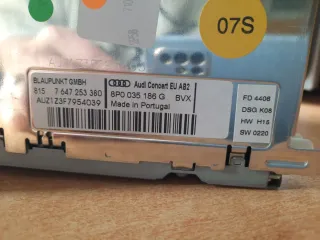 07S
BLAUPUNKT GMBH
815 7 647 253 380
AUZ1Z3F7954039
Audi Concert EU AB2
8P0 035 186 G BVX
Made in Portugal
FD 4408
DSG K06
HW H15
SW 0220